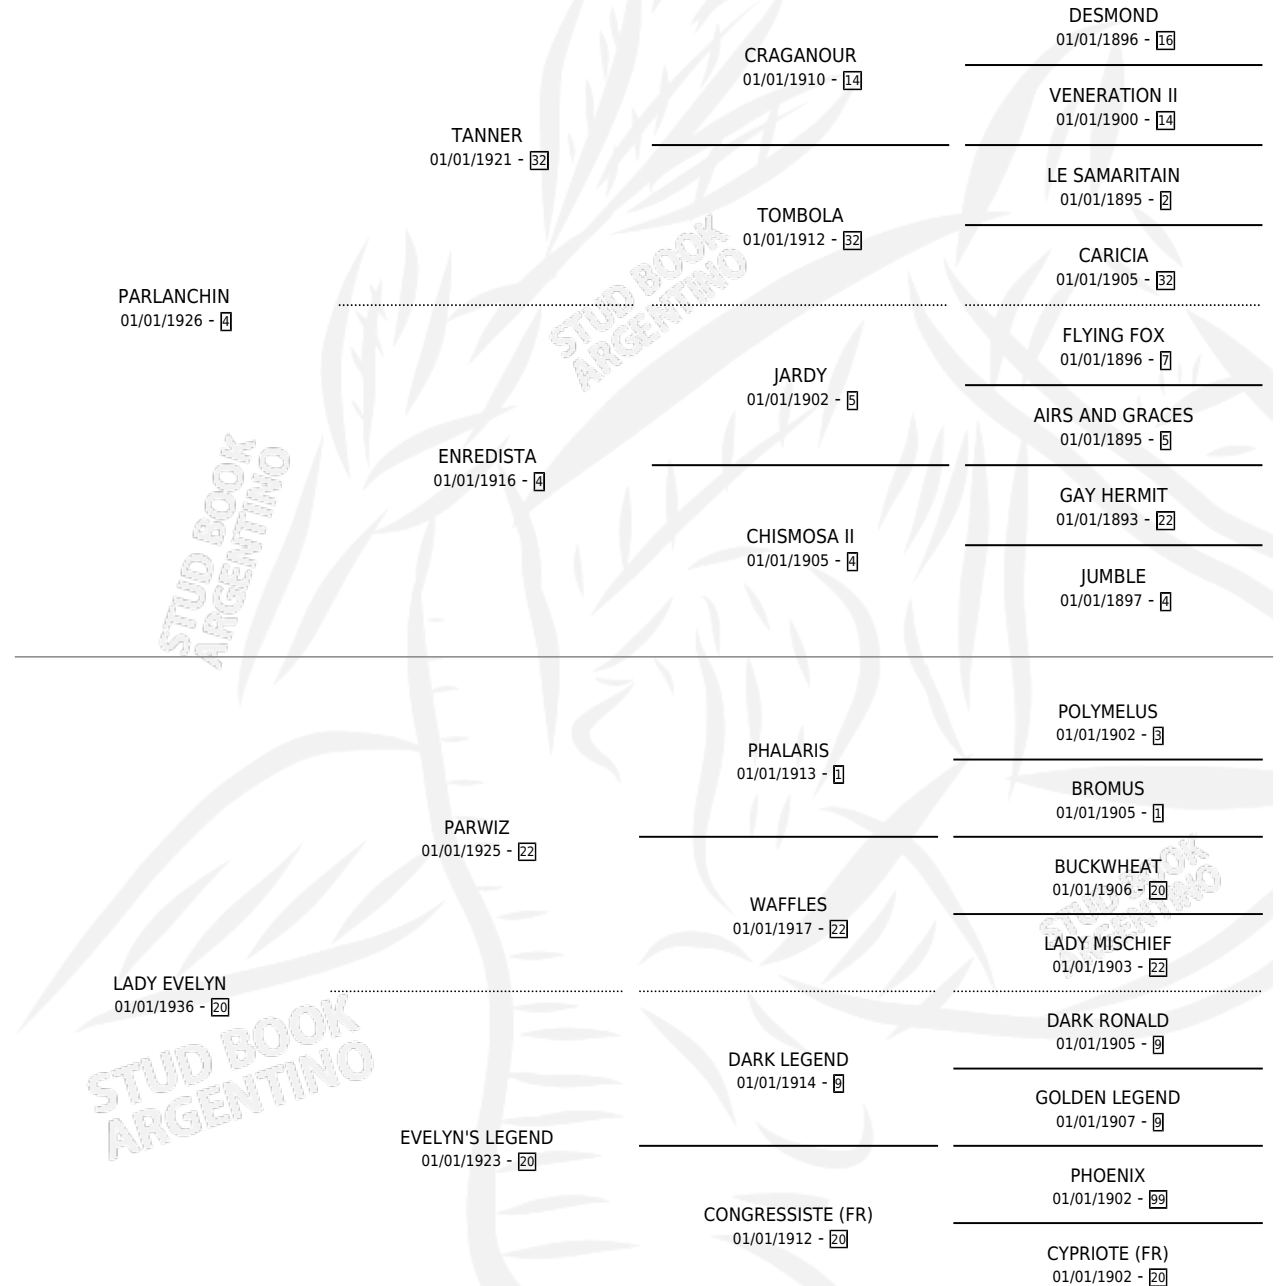 DESMOND
01/01/1896 - 16
CRAGANOUR
01/01/1910 - 14
VENERATION II
01/01/1900 - 14
TANNER
01/01/1921 - 32
LE SAMARITAIN
01/01/1895 - 2
TOMBOLA
01/01/1912 - 32
CARICIA
01/01/1905 - 32
PARLANCHIN
01/01/1926 - 4
FLYING FOX
01/01/1896 - 7
JARDY
01/01/1902 - 5
AIRS AND GRACES
01/01/1895 - 5
ENREDISTA
01/01/1916 - 4
GAY HERMIT
01/01/1893 - 22
CHISMOSA II
01/01/1905 - 4
JUMBLE
01/01/1897 - 4
POLYMELUS
01/01/1902 - 3
PHALARIS
01/01/1913 - 1
BROMUS
01/01/1905 - 1
PARWIZ
01/01/1925 - 22
BUCKWHEAT
01/01/1906 - 20
WAFFLES
01/01/1917 - 22
LADY MISCHIEF
01/01/1903 - 22
LADY EVELYN
01/01/1936 - 20
DARK RONALD
01/01/1905 - 9
DARK LEGEND
01/01/1914 - 9
GOLDEN LEGEND
01/01/1907 - 9
EVELYN'S LEGEND
01/01/1923 - 20
PHOENIX
01/01/1902 - 99
CONGRESSISTE (FR)
01/01/1912 - 20
CYPRIOTE (FR)
01/01/1902 - 20
STUD BOOK
ARGENTINO
STUD BOOK
ARGENTINO
STUD BOOK
ARGENTINO
STUD BOOK
ARGENTINO